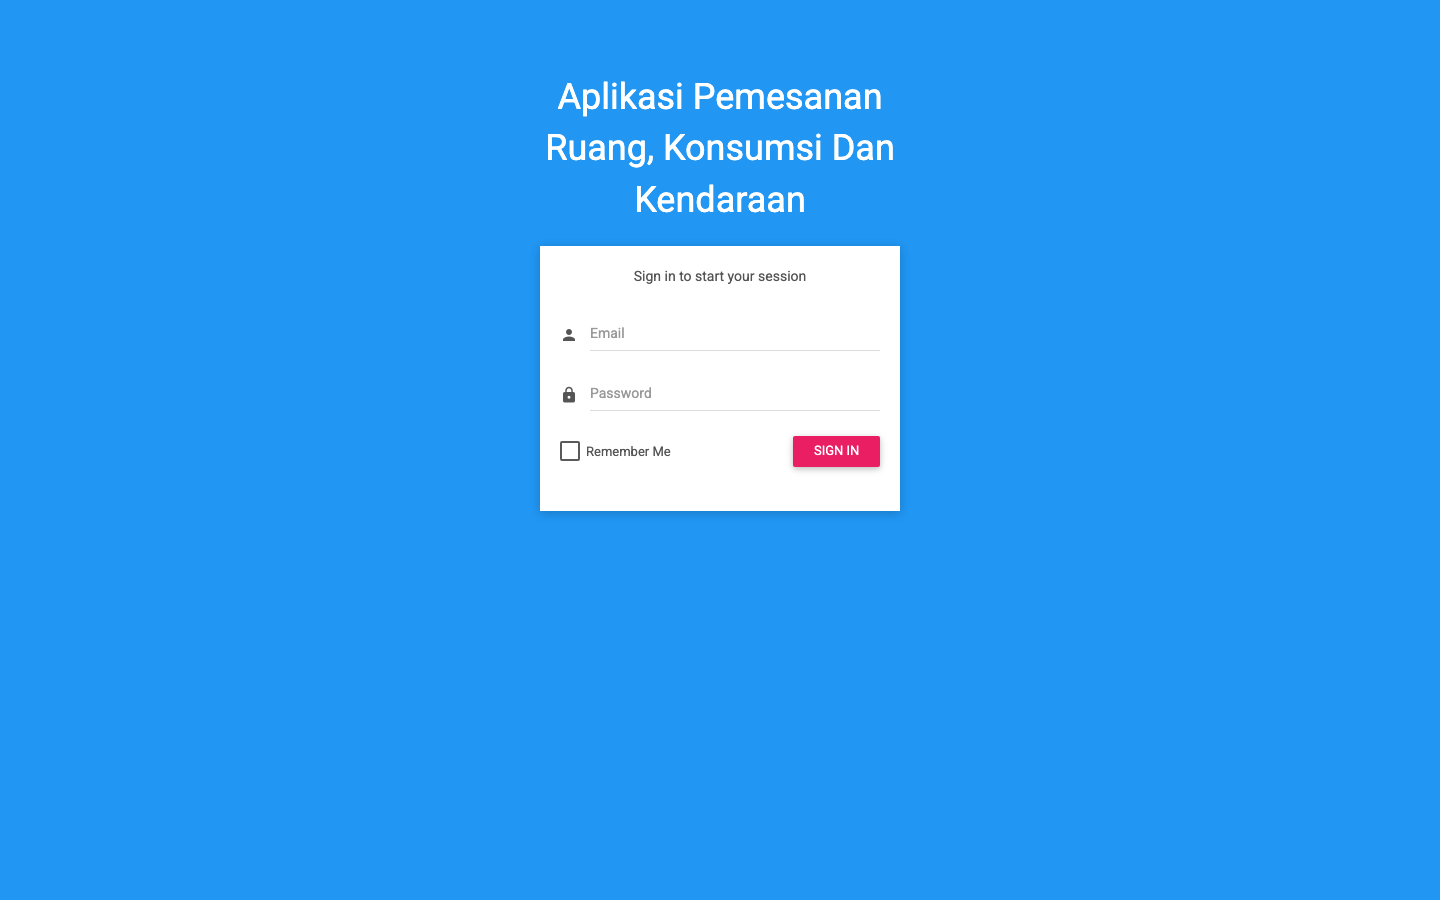 Aplikasi Pemesanan
Ruang, Konsumsi Dan
Kendaraan
Sign in to start your session
Email
Password
Remember Me
SIGN IN